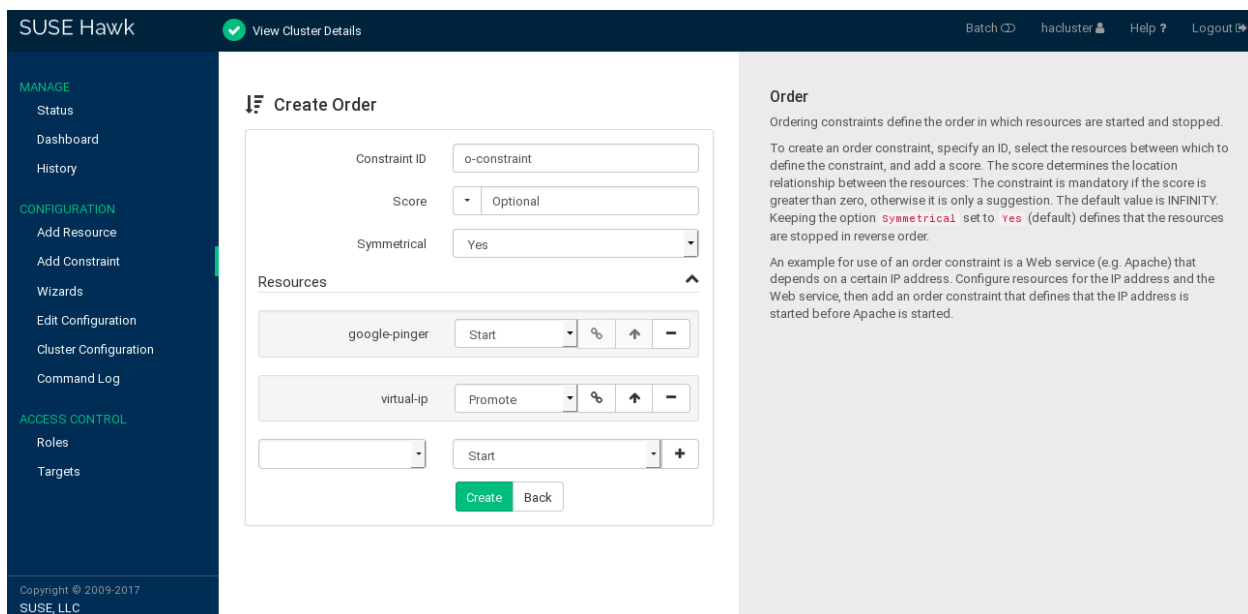 SUSE Hawk
View Cluster Details
Batch
hacluster
Help ?
Logout
MANAGE
Status
Dashboard
History
CONFIGURATION
Add Resource
Add Constraint
Wizards
Edit Configuration
Cluster Configuration
Command Log
ACCESS CONTROL
Roles
Targets
Copyright © 2009-2017
SUSE, LLC
Create Order
Constraint ID o-constraint
Score Optional
Symmetrical Yes
Resources
google-pinger Start
virtual-ip Promote
Start
Create Back
Order
Ordering constraints define the order in which resources are started and stopped.
To create an order constraint, specify an ID, select the resources between which to
define the constraint, and add a score. The score determines the location
relationship between the resources: The constraint is mandatory if the score is
greater than zero, otherwise it is only a suggestion. The default value is INFINITY.
Keeping the option Symmetrical set to Yes (default) defines that the resources
are stopped in reverse order.
An example for use of an order constraint is a Web service (e.g. Apache) that
depends on a certain IP address. Configure resources for the IP address and the
Web service, then add an order constraint that defines that the IP address is
started before Apache is started.